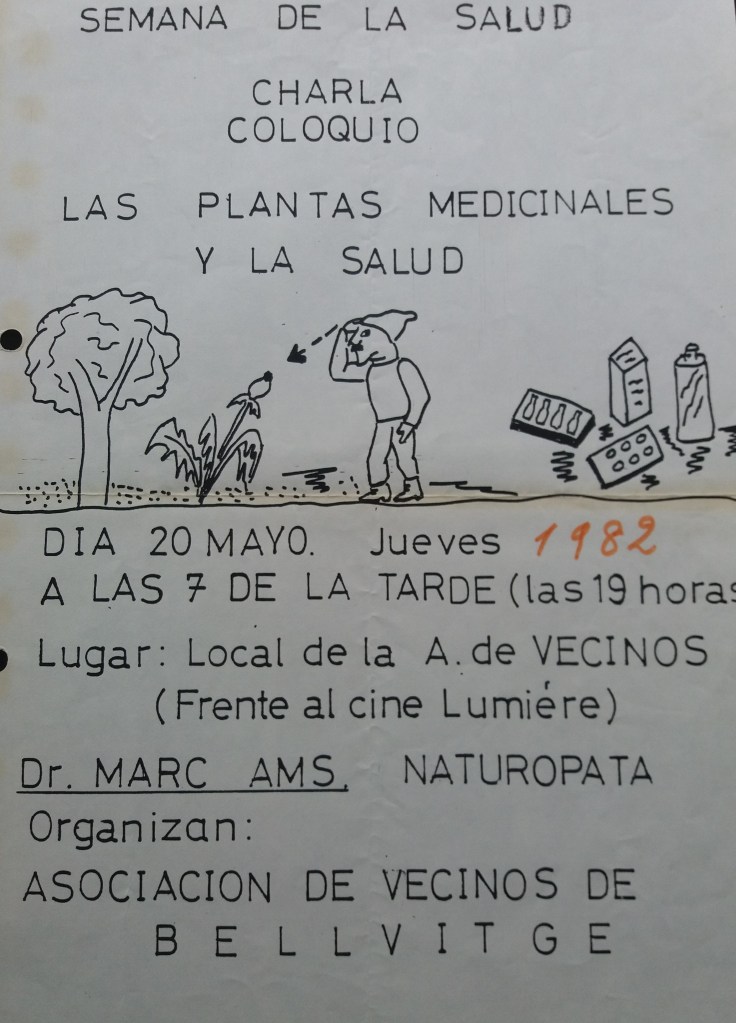 SEMANA DE LA SALUD
CHARLA
COLOQUIO
LAS PLANTAS MEDICINALES
Y LA SALUD
DIA 20 MAYO. Jueves 1982
A LAS 7 DE LA TARDE (las 19 horas
Lugar: Local de la A. de VECINOS
(Frente al cine Lumiére)
Dr. MARC AMS. NATUROPATA
Organizan:
ASOCIACION DE VECINOS DE
BELLVITGE